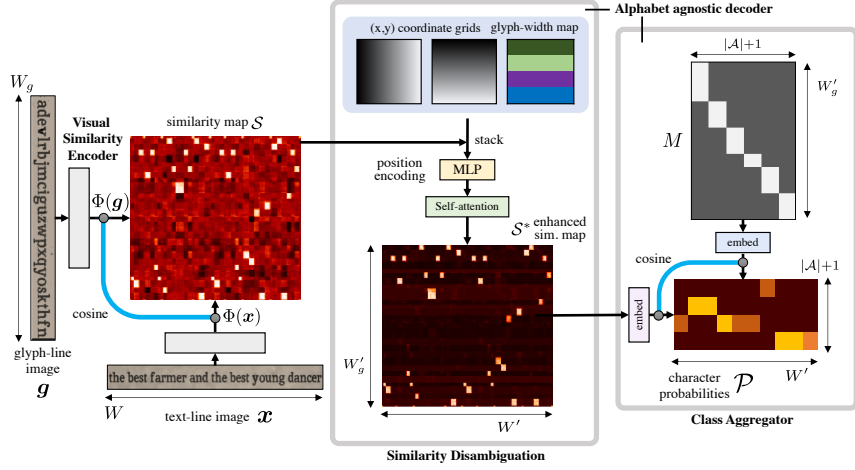 Alphabet agnostic decoder
(x,y) coordinate grids
glyph-width map
|𝒜|+1
W_g
W'_g
adevlrbjmciguzwpxqyoskthfn
Visual
Similarity
Encoder
similarity map 𝒮
stack
M
position
encoding
MLP
Φ(g)
Self-attention
𝒮* enhanced
sim. map
embed
cosine
|𝒜|+1
cosine
Φ(x)
embed
glyph-line
image
g
the best farmer and the best young dancer
W'_g
W
text-line image x
W'
character
probabilities 𝒫
W'
Class Aggregator
Similarity Disambiguation